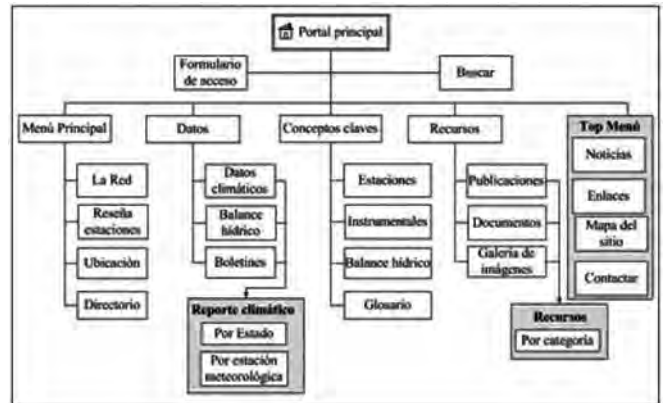 Portal principal
Formulario
de acceso
Buscar
Menú Principal
Datos
Conceptos claves
Recursos
Top Menú
La Red
Reseña
estaciones
Ubicación
Directorio
Datos
climáticos
Balance
hídrico
Boletines
Reporte climático
Por Estado
Por estación
meteorológica
Estaciones
Instrumentales
Balance hídrico
Glosario
Publicaciones
Documentos
Galería de
imágenes
Recursos
Por categoría
Noticias
Enlaces
Mapa del
sitio
Contactar